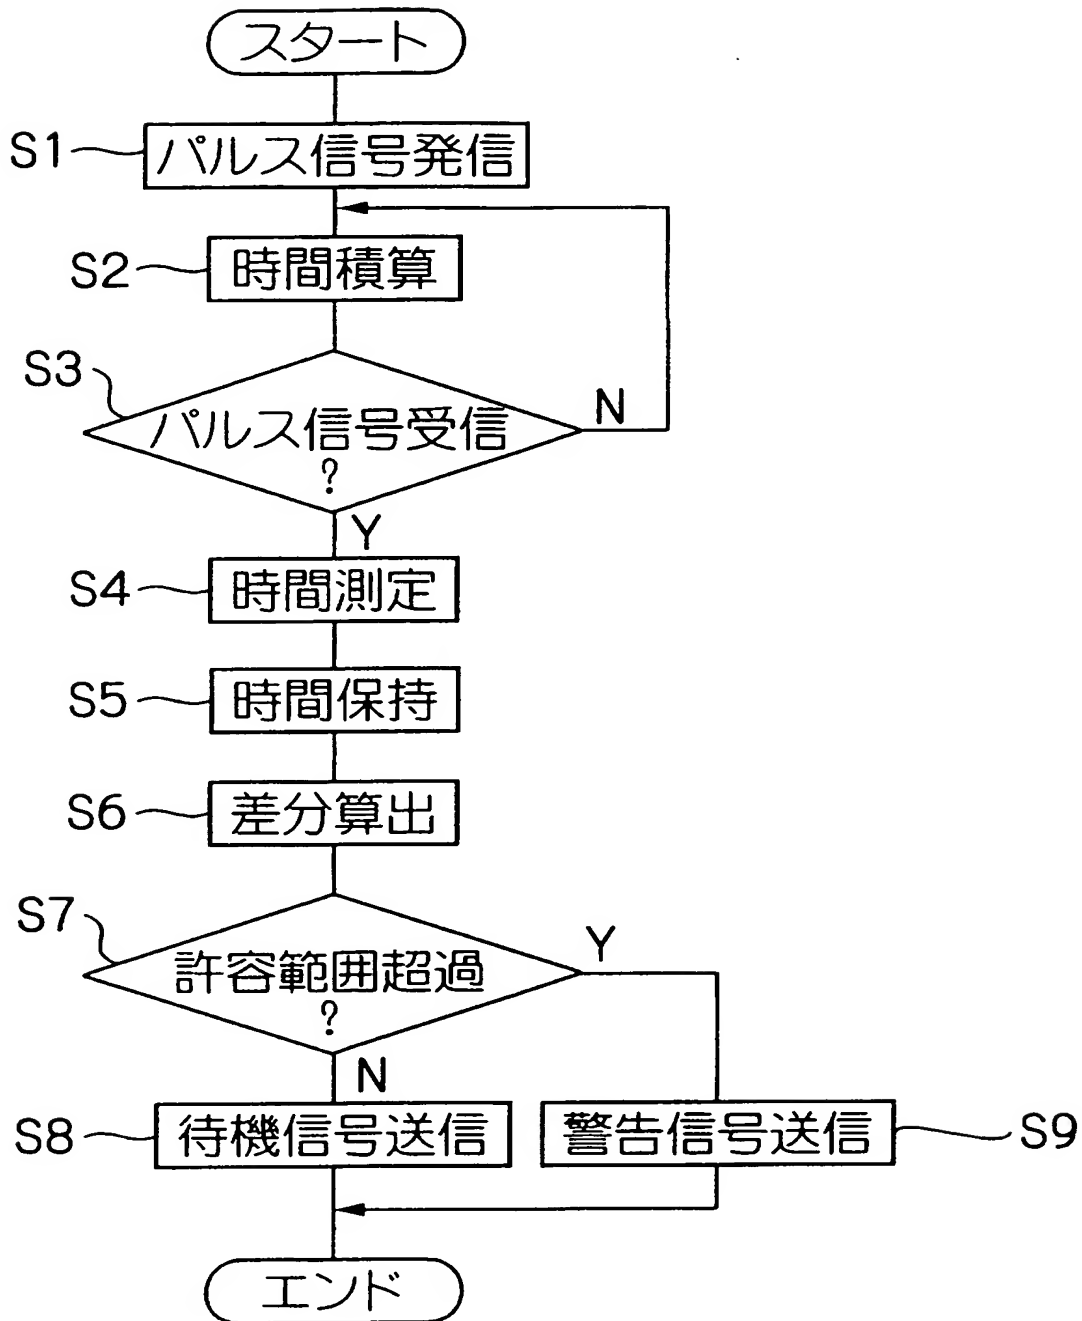 スタート
S1
パルス信号発信
S2
時間積算
S3
パルス信号受信
?
N
Y
S4
時間測定
S5
時間保持
S6
差分算出
S7
許容範囲超過
?
Y
N
S8
待機信号送信
警告信号送信
S9
エンド